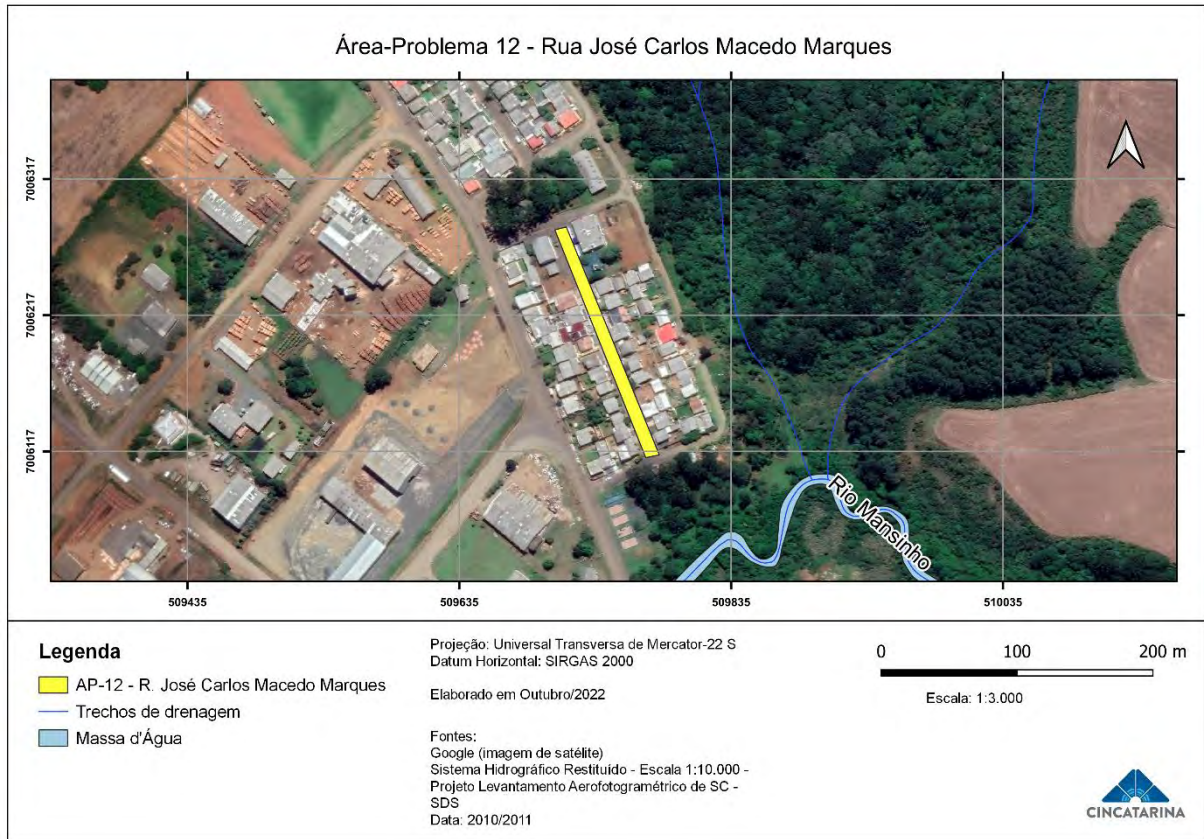 Área-Problema 12 - Rua José Carlos Macedo Marques
7006317
7006217
7006117
Rio Mansinho
509435
509635
509835
510035
Legenda
AP-12 - R. José Carlos Macedo Marques
Trechos de drenagem
Massa d'Água
Projeção: Universal Transversa de Mercator-22 S
Datum Horizontal: SIRGAS 2000
Elaborado em Outubro/2022
Fontes:
Google (imagem de satélite)
Sistema Hidrográfico Restituído - Escala 1:10.000 -
Projeto Levantamento Aerofotogramétrico de SC -
SDS
Data: 2010/2011
0 100 200 m
Escala: 1:3.000
CINCATARINA